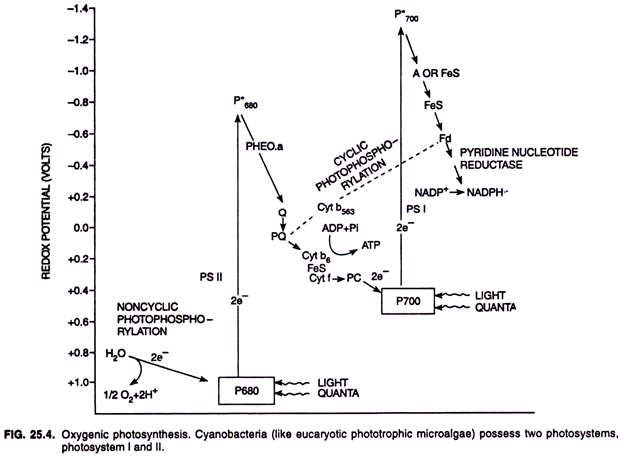 REDOX POTENTIAL (VOLTS)
−1.4
−1.2
−1.0
−0.8
−0.6
−0.4
+0.2
0.0
+0.2
+0.4
+0.6
+0.8
+1.0
P*700
A OR FeS
FeS
Fd
PYRIDINE NUCLEOTIDE
REDUCTASE
NADP+
NADPH
P*680
PHEO.a
CYCLIC
PHOTOPHOSPHO−
RYLATION
Cyt b563
Q
PQ
ADP+Pi
ATP
PS I
2e−
Cyt b6
FeS
Cyt f
PC
2e−
P700
LIGHT
QUANTA
PS II
2e−
NONCYCLIC
PHOTOPHOSPHO−
RYLATION
H2O
2e−
1/2 O2+2H+
P680
LIGHT
QUANTA
FIG. 25.4. Oxygenic photosynthesis. Cyanobacteria (like eucaryotic phototrophic microalgae) possess two photosystems,
photosystem I and II.